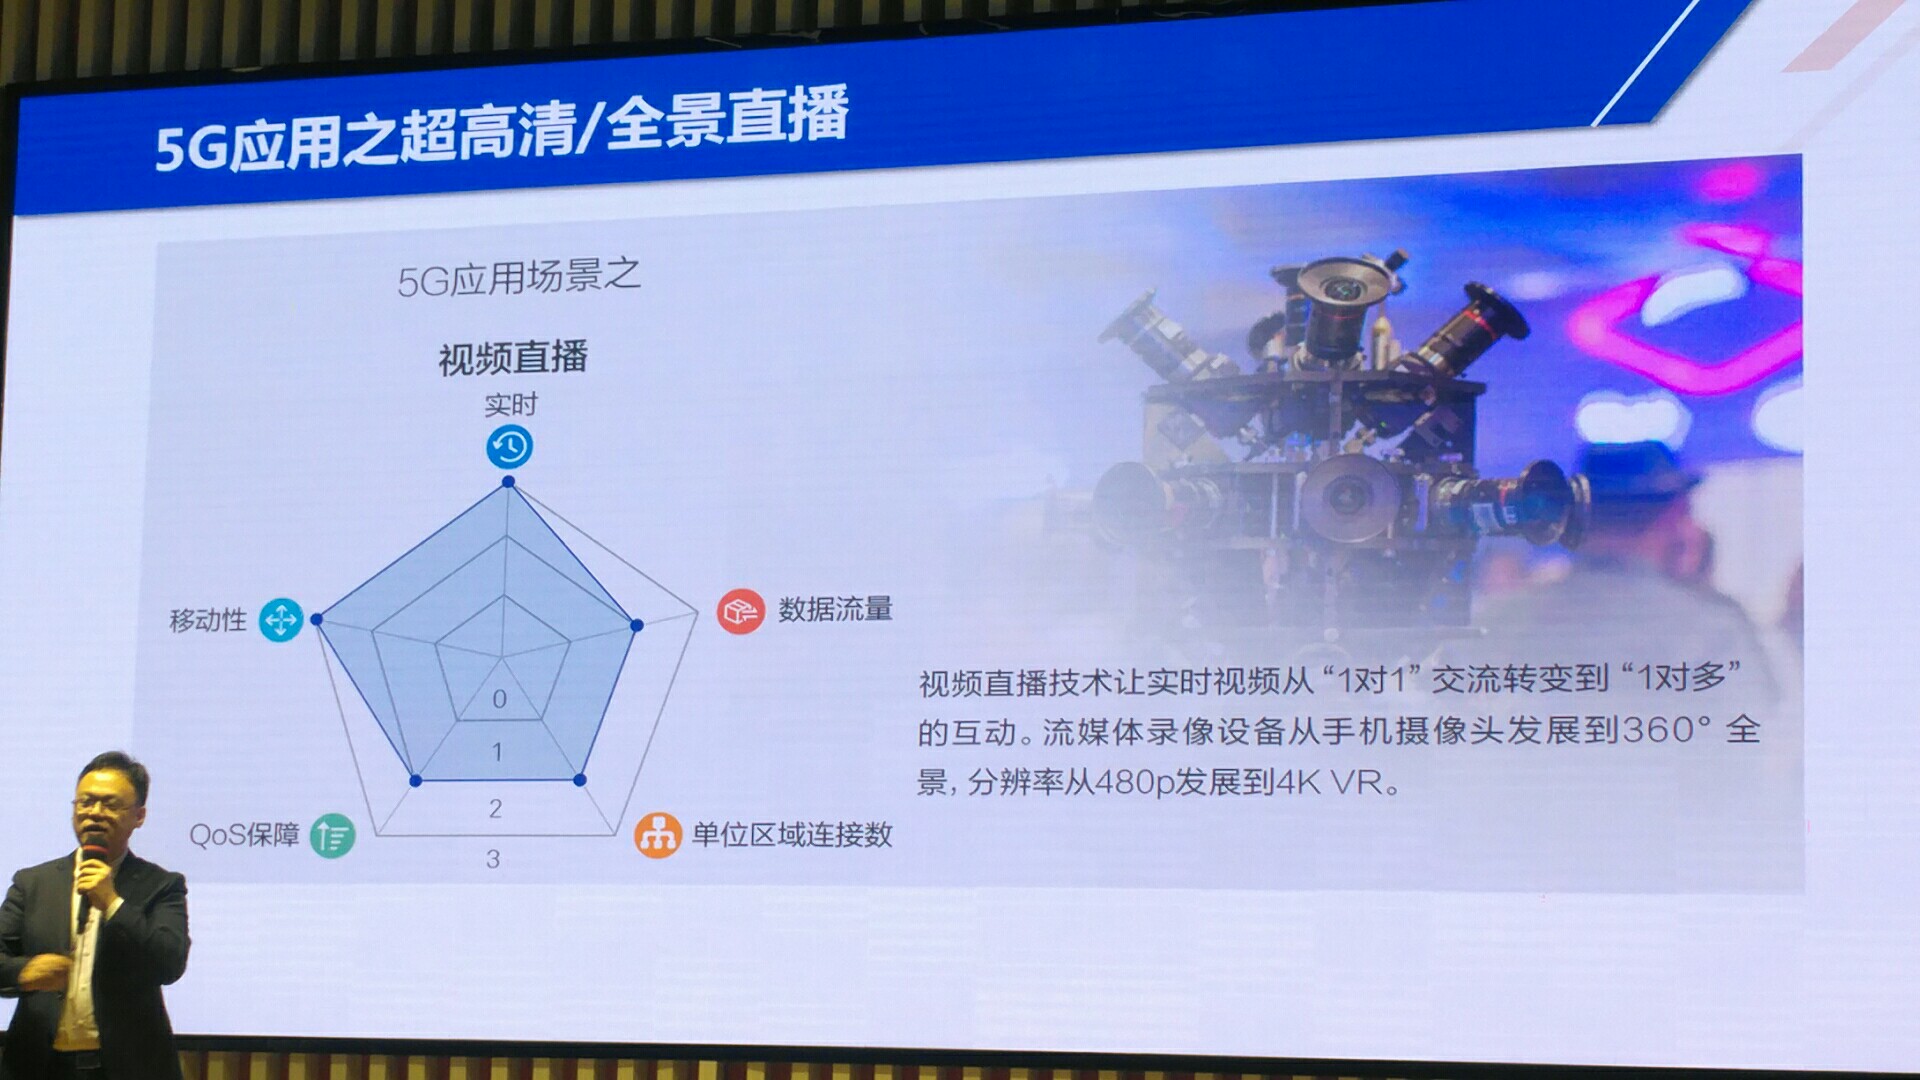 5G应用之超高清/全景直播
5G应用场景之
视频直播
实时
移动性
数据流量
0
1
2
3
QoS保障
单位区域连接数
视频直播技术让实时视频从“1对1”交流转变到“1对多”
的互动。流媒体录像设备从手机摄像头发展到360°全
景,分辨率从480p发展到4K VR。